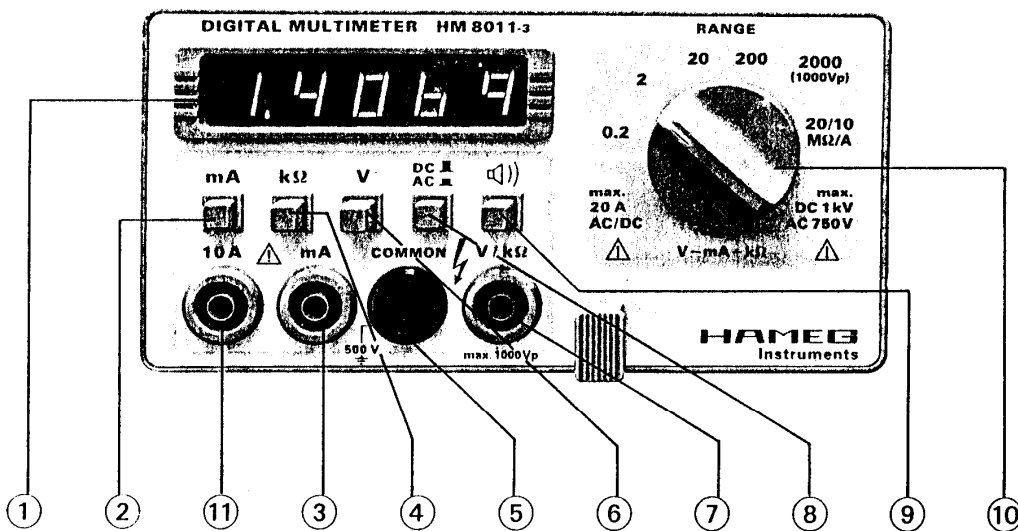 DIGITAL MULTIMETER HM 8011-3
RANGE
1.4069
0.2
2
20
200
2000
(1000Vp)
20/10
MΩ/A
mA
kΩ
V
DC
AC
max.
20 A
AC/DC
max.
DC 1kV
AC 750V
V–mA–kΩ
10 A
mA
COMMON
V/kΩ
500 V
max. 1000Vp
HAMEG
Instruments
1
2
11
3
4
5
6
7
8
9
10